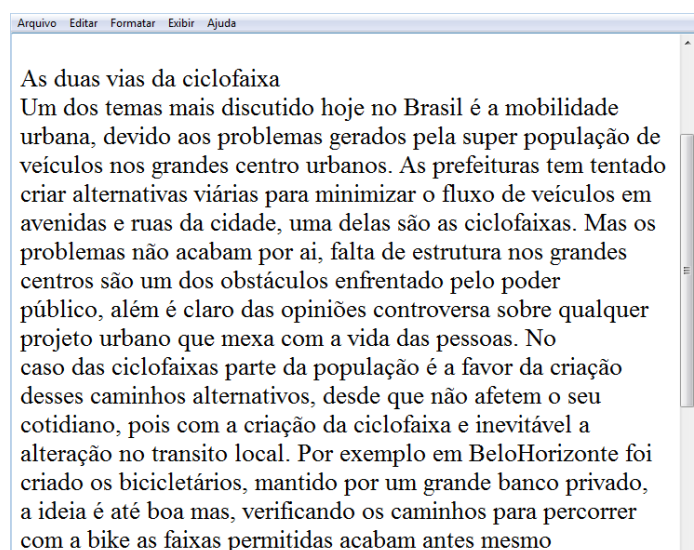 Arquivo Editar Formatar Exibir Ajuda
As duas vias da ciclofaixa
Um dos temas mais discutido hoje no Brasil é a mobilidade
urbana, devido aos problemas gerados pela super população de
veículos nos grandes centro urbanos. As prefeituras tem tentado
criar alternativas viárias para minimizar o fluxo de veículos em
avenidas e ruas da cidade, uma delas são as ciclofaixas. Mas os
problemas não acabam por ai, falta de estrutura nos grandes
centros são um dos obstáculos enfrentado pelo poder
público, além é claro das opiniões controversa sobre qualquer
projeto urbano que mexa com a vida das pessoas. No
caso das ciclofaixas parte da população é a favor da criação
desses caminhos alternativos, desde que não afetem o seu
cotidiano, pois com a criação da ciclofaixa e inevitável a
alteração no transito local. Por exemplo em BeloHorizonte foi
criado os bicicletários, mantido por um grande banco privado,
a ideia é até boa mas, verificando os caminhos para percorrer
com a bike as faixas permitidas acabam antes mesmo